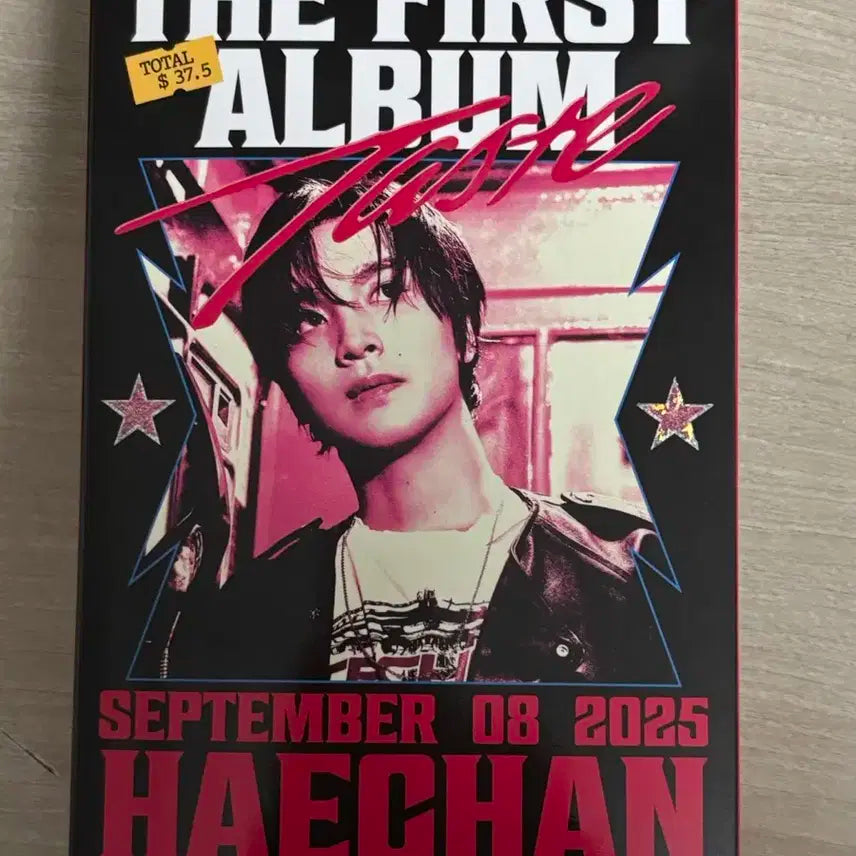 THE FIRST
ALBUM
TOTAL
$ 37.5
Taste
SEPTEMBER 08 2025
HAECHAN